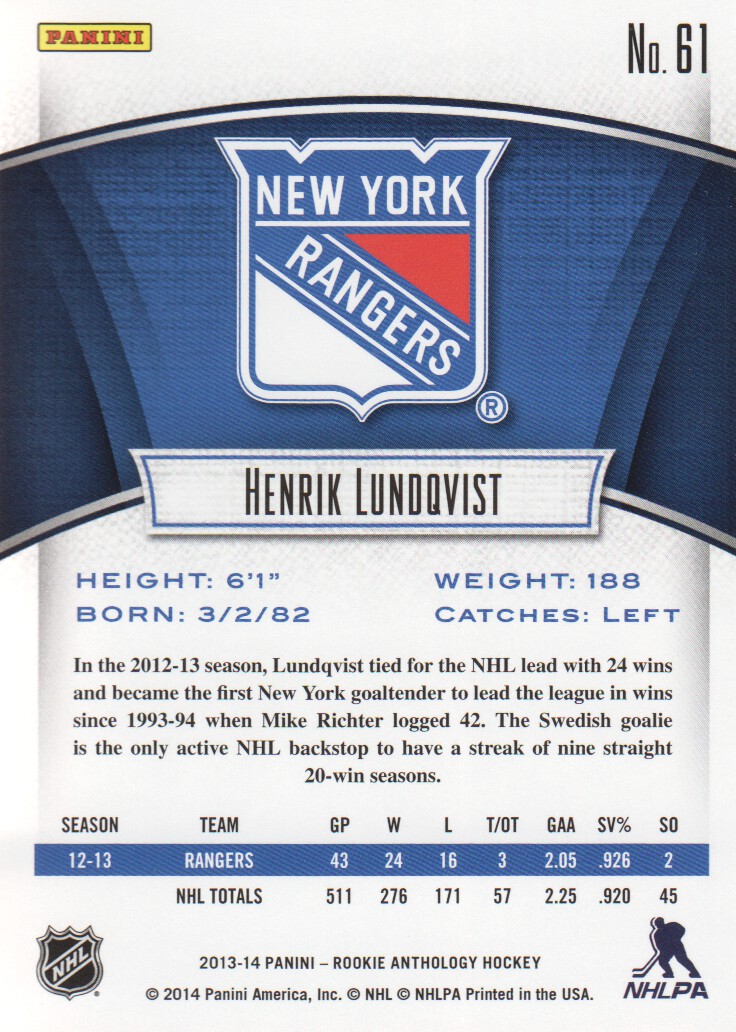 PANINI
No. 61
NEW YORK
RANGERS
®
HENRIK LUNDQVIST
HEIGHT: 6'1" WEIGHT: 188
BORN: 3/2/82 CATCHES: LEFT
In the 2012-13 season, Lundqvist tied for the NHL lead with 24 wins
and became the first New York goaltender to lead the league in wins
since 1993-94 when Mike Richter logged 42. The Swedish goalie
is the only active NHL backstop to have a streak of nine straight
20-win seasons.
SEASON TEAM GP W L T/OT GAA SV% SO
12-13 RANGERS 43 24 16 3 2.05 .926 2
NHL TOTALS 511 276 171 57 2.25 .920 45
NHL
2013-14 PANINI – ROOKIE ANTHOLOGY HOCKEY
© 2014 Panini America, Inc. © NHL © NHLPA Printed in the USA.
NHLPA